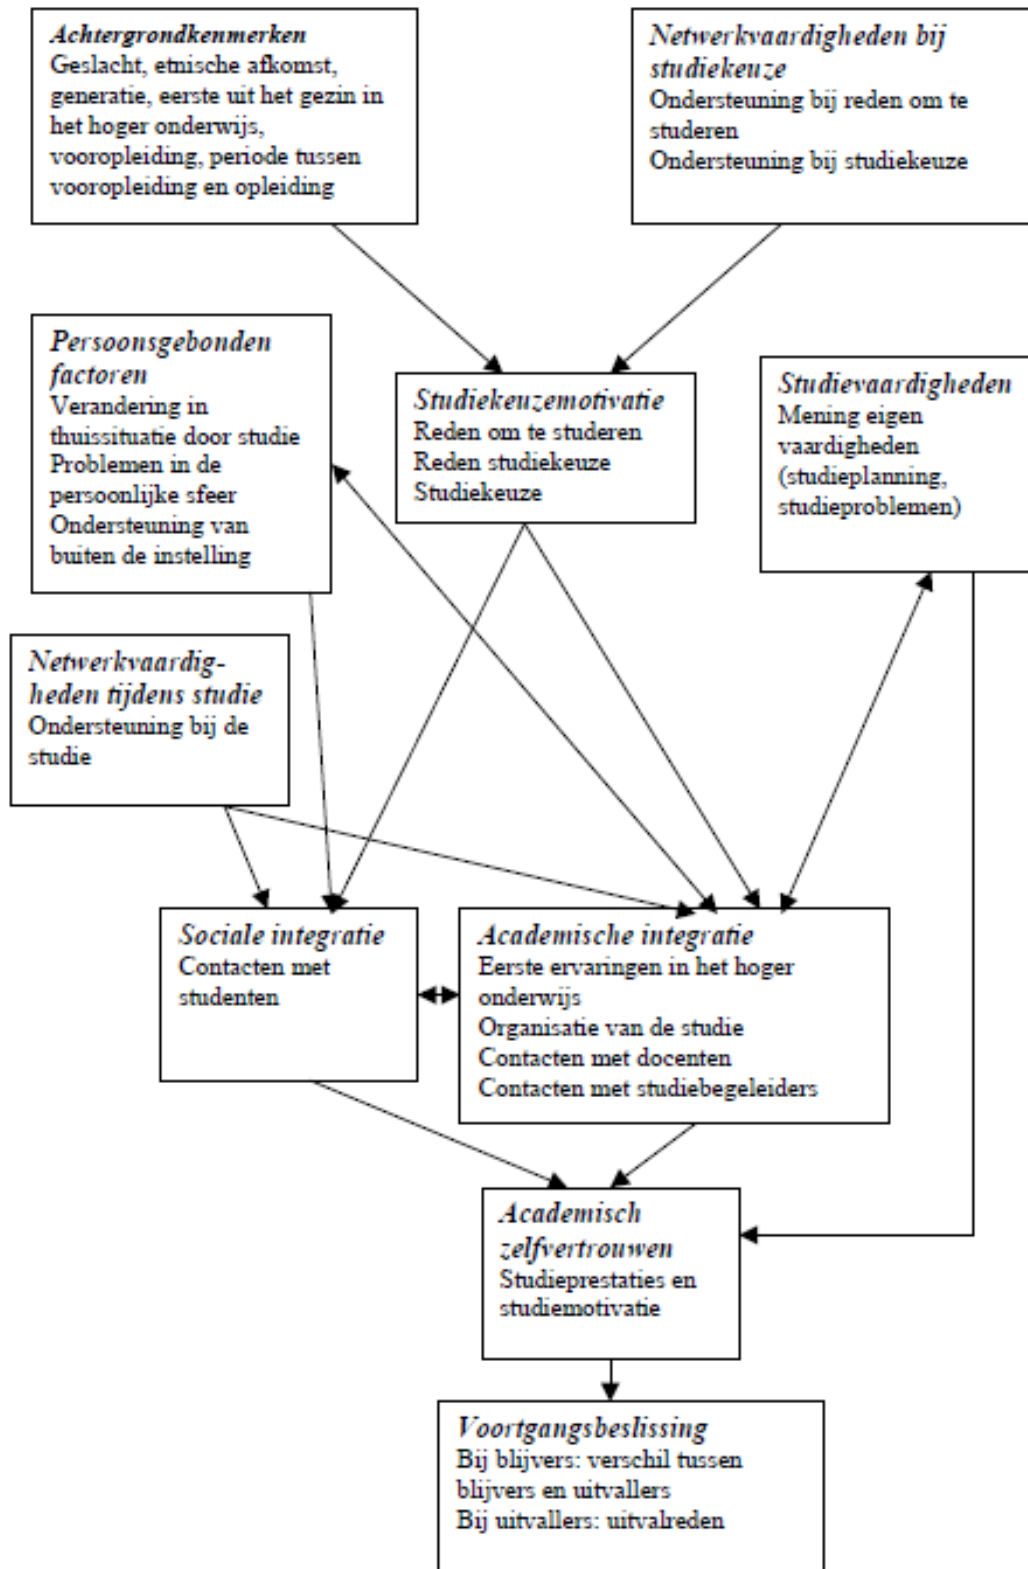 Achtergrondkenmerken
Geslacht, etnische afkomst,
generatie, eerste uit het gezin in
het hoger onderwijs,
vooropleiding, periode tussen
vooropleiding en opleiding
Netwerkvaardigheden bij
studiekeuze
Ondersteuning bij reden om te
studeren
Ondersteuning bij studiekeuze
Persoonsgebonden
factoren
Verandering in
thuissituatie door studie
Problemen in de
persoonlijke sfeer
Ondersteuning van
buiten de instelling
Studiekeuzemotivatie
Reden om te studeren
Reden studiekeuze
Studiekeuze
Studievaardigheden
Mening eigen
vaardigheden
(studieplanning,
studieproblemen)
Netwerkvaardig-
heden tijdens studie
Ondersteuning bij de
studie
Sociale integratie
Contacten met
studenten
Academische integratie
Eerste ervaringen in het hoger
onderwijs
Organisatie van de studie
Contacten met docenten
Contacten met studiebegeleiders
Academisch
zelfvertrouwen
Studieprestaties en
studiemotivatie
Voortgangsbeslissing
Bij blijvers: verschil tussen
blijvers en uitvallers
Bij uitvallers: uitvalreden